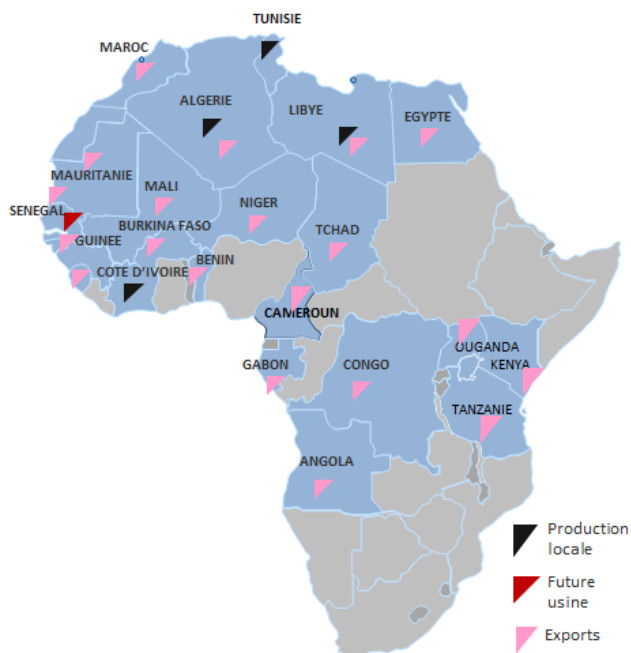 TUNISIE
MAROC
ALGERIE
LIBYE
EGYPTE
MAURITANIE
MALI
NIGER
SENEGAL
BURKINA FASO
TCHAD
GUINEE
BENIN
COTE D'IVOIRE
CAMEROUN
OUGANDA
GABON
CONGO
KENYA
TANZANIE
ANGOLA
Production
locale
Future
usine
Exports